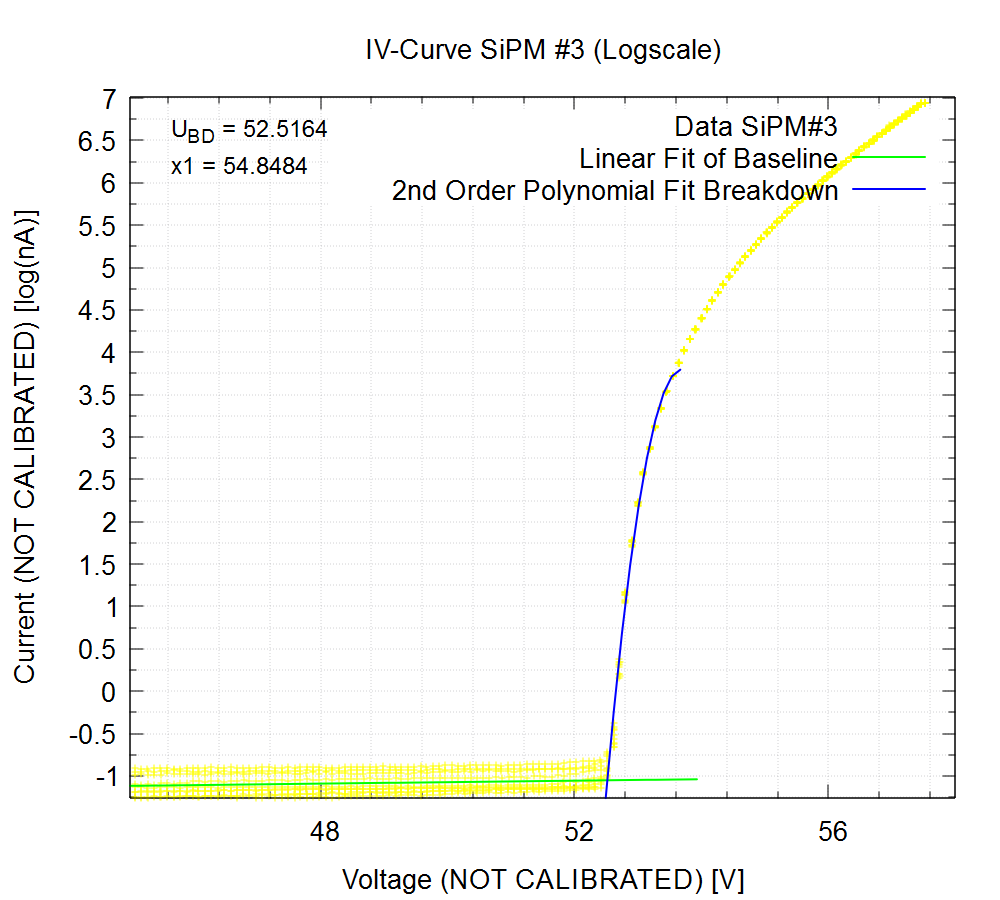 IV-Curve SiPM #3 (Logscale)
U_BD = 52.5164
x1 = 54.8484
Data SiPM#3
Linear Fit of Baseline
2nd Order Polynomial Fit Breakdown
Current (NOT CALIBRATED) [log(nA)]
7
6.5
6
5.5
5
4.5
4
3.5
3
2.5
2
1.5
1
0.5
0
-0.5
-1
48 52 56
Voltage (NOT CALIBRATED) [V]